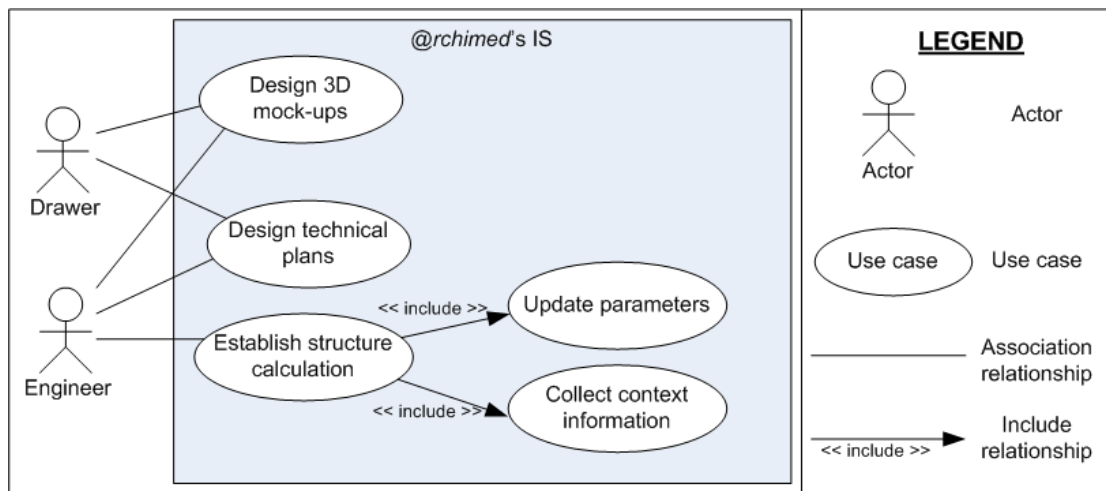 @rchimed's IS
Design 3D
mock-ups
Drawer
Design technical
plans
Engineer
Establish structure
calculation
<< include >>
Update parameters
<< include >>
Collect context
information
LEGEND
Actor
Actor
Use case
Use case
Association
relationship
<< include >>
Include
relationship